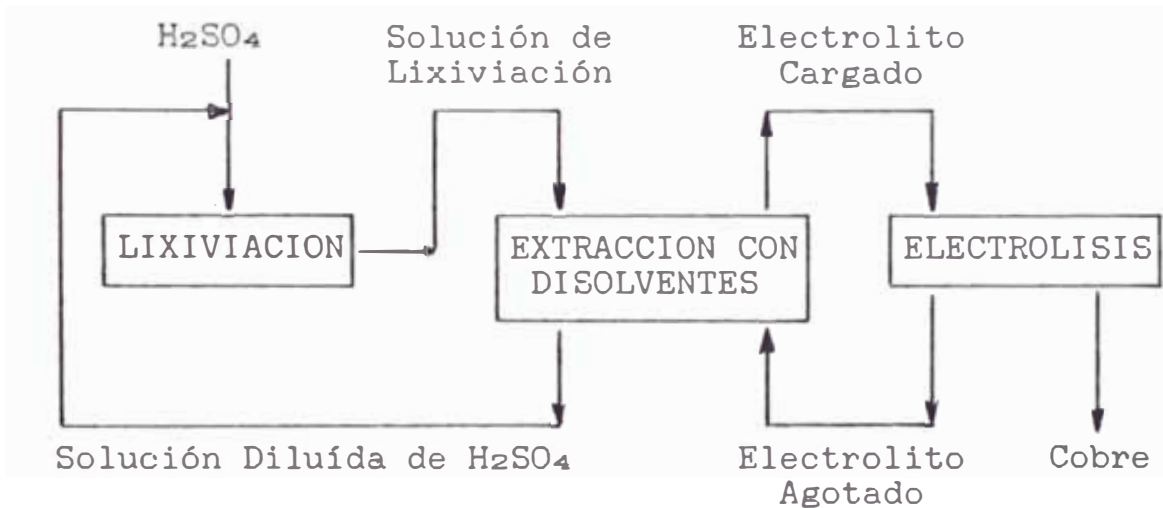 H2SO4
Solución de
Lixiviación
Electrolito
Cargado
LIXIVIACION
EXTRACCION CON
DISOLVENTES
ELECTROLISIS
Solución Diluída de H2SO4
Electrolito
Agotado
Cobre